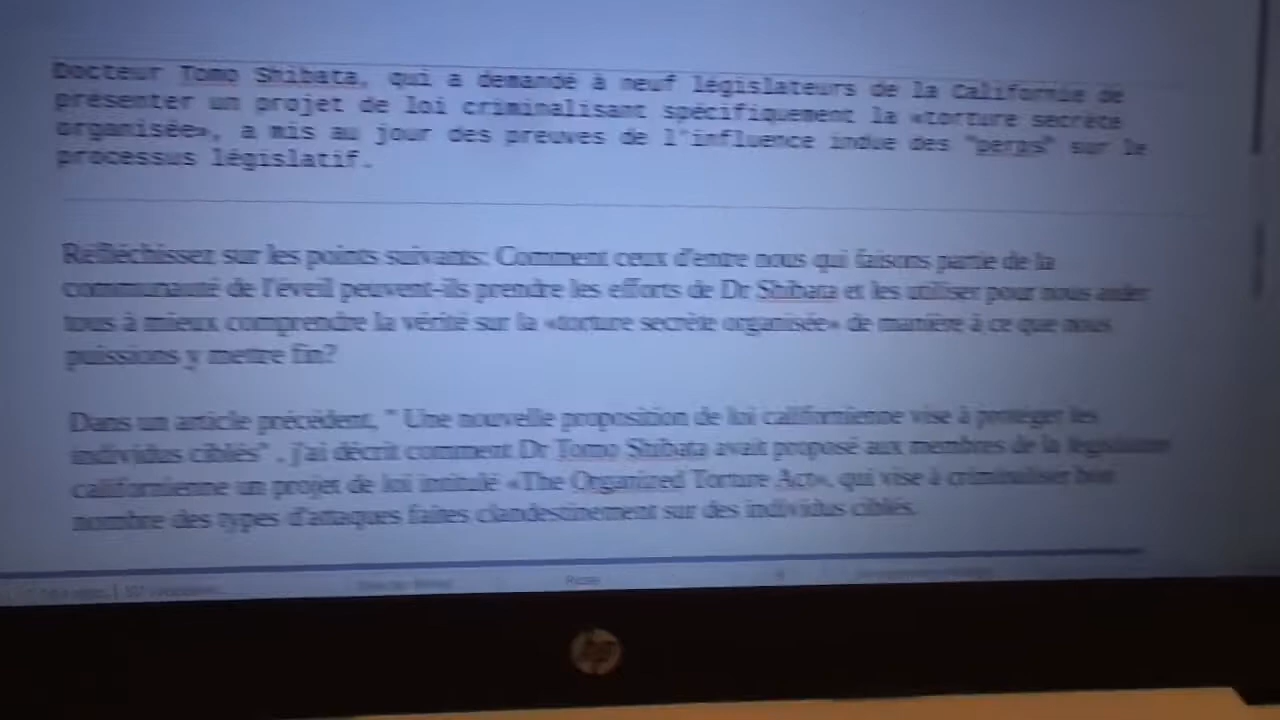 Docteur Tomo Shibata, qui a demandé à neuf législateurs de la Californie de
présenter un projet de loi criminalisant spécifiquement la «torture secrète
organisée», a mis au jour des preuves de l'influence indue des "perps" sur le
processus législatif.
Réfléchissez sur les points suivants: Comment ceux d'entre nous qui faisons partie de la
communauté de l'éveil peuvent-ils prendre les efforts de Dr Shibata et les utiliser pour nous aider
tous à mieux comprendre la vérité sur la «torture secrète organisée» de manière à ce que nous
puissions y mettre fin?
Dans un article précédent, " Une nouvelle proposition de loi californienne vise à protéger les
individus ciblés" , j'ai décrit comment Dr Tomo Shibata avait proposé aux membres de la législature
californienne un projet de loi intitulé «The Organized Torture Act», qui vise à criminaliser bon
nombre des types d'attaques faites clandestinement sur des individus ciblés.
hp